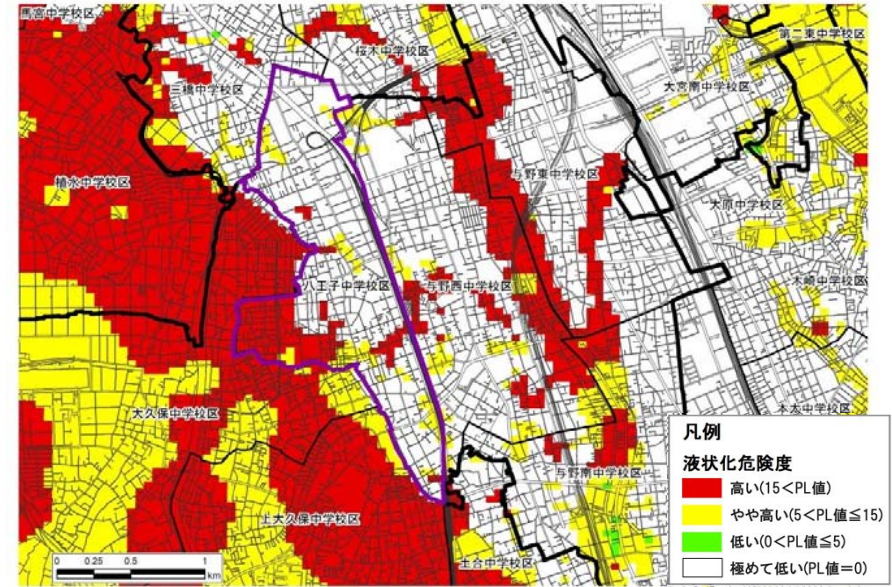 馬宮中学校区
桜木中学校区
第二東中学校区
三橋中学校区
大宮南中学校区
植水中学校区
与野東中学校区
大原中学校区
八王子中学校区
与野西中学校区
木崎中学校区
大久保中学校区
本太中学校区
与野南中学校区
上大久保中学校区
土合中学校区
凡例
液状化危険度
高い(15<PL値)
やや高い(5<PL値≦15)
低い(0<PL値≦5)
極めて低い(PL値=0)
0 0.25 0.5 1
km